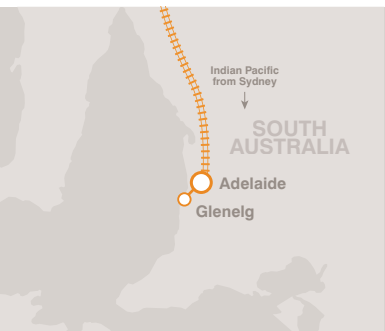 Indian Pacific
from Sydney
SOUTH
AUSTRALIA
Adelaide
Glenelg